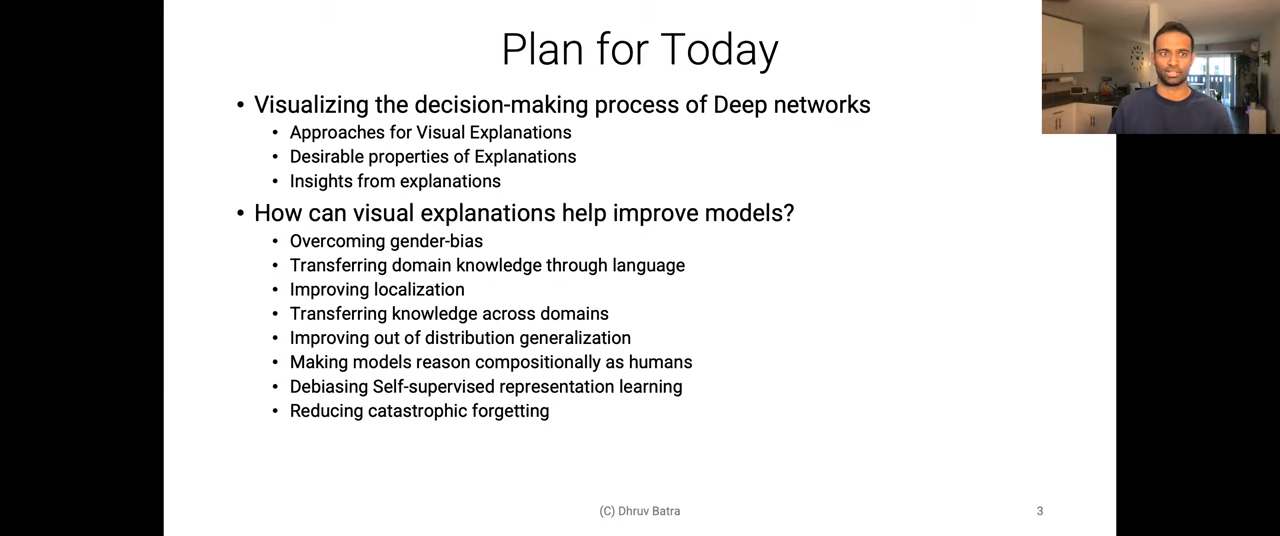 Plan for Today
• Visualizing the decision-making process of Deep networks
• Approaches for Visual Explanations
• Desirable properties of Explanations
• Insights from explanations
• How can visual explanations help improve models?
• Overcoming gender-bias
• Transferring domain knowledge through language
• Improving localization
• Transferring knowledge across domains
• Improving out of distribution generalization
• Making models reason compositionally as humans
• Debiasing Self-supervised representation learning
• Reducing catastrophic forgetting
(C) Dhruv Batra
3